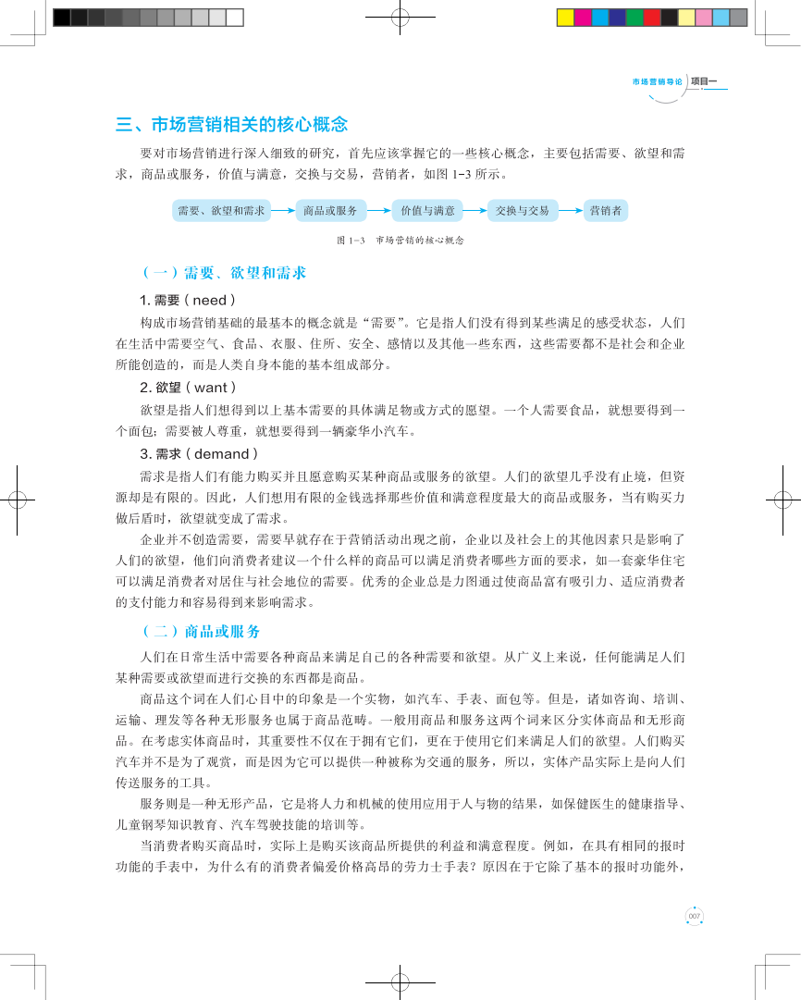 市场营销导论 项目一
三、市场营销相关的核心概念
要对市场营销进行深入细致的研究，首先应该掌握它的一些核心概念，主要包括需要、欲望和需
求，商品或服务，价值与满意，交换与交易，营销者，如图 1-3 所示。
需要、欲望和需求 商品或服务 价值与满意 交换与交易 营销者
图 1-3 市场营销的核心概念
（一）需要、欲望和需求
1. 需要（need）
构成市场营销基础的最基本的概念就是“需要”。它是指人们没有得到某些满足的感受状态，人们
在生活中需要空气、食品、衣服、住所、安全、感情以及其他一些东西，这些需要都不是社会和企业
所能创造的，而是人类自身本能的基本组成部分。
2. 欲望（want）
欲望是指人们想得到以上基本需要的具体满足物或方式的愿望。一个人需要食品，就想要得到一
个面包；需要被人尊重，就想要得到一辆豪华小汽车。
3. 需求（demand）
需求是指人们有能力购买并且愿意购买某种商品或服务的欲望。人们的欲望几乎没有止境，但资
源却是有限的。因此，人们想用有限的金钱选择那些价值和满意程度最大的商品或服务，当有购买力
做后盾时，欲望就变成了需求。
企业并不创造需要，需要早就存在于营销活动出现之前，企业以及社会上的其他因素只是影响了
人们的欲望，他们向消费者建议一个什么样的商品可以满足消费者哪些方面的要求，如一套豪华住宅
可以满足消费者对居住与社会地位的需要。优秀的企业总是力图通过使商品富有吸引力、适应消费者
的支付能力和容易得到来影响需求。
（二）商品或服务
人们在日常生活中需要各种商品来满足自己的各种需要和欲望。从广义上来说，任何能满足人们
某种需要或欲望而进行交换的东西都是商品。
商品这个词在人们心目中的印象是一个实物，如汽车、手表、面包等。但是，诸如咨询、培训、
运输、理发等各种无形服务也属于商品范畴。一般用商品和服务这两个词来区分实体商品和无形商
品。在考虑实体商品时，其重要性不仅在于拥有它们，更在于使用它们来满足人们的欲望。人们购买
汽车并不是为了观赏，而是因为它可以提供一种被称为交通的服务，所以，实体产品实际上是向人们
传送服务的工具。
服务则是一种无形产品，它是将人力和机械的使用应用于人与物的结果，如保健医生的健康指导、
儿童钢琴知识教育、汽车驾驶技能的培训等。
当消费者购买商品时，实际上是购买该商品所提供的利益和满意程度。例如，在具有相同的报时
功能的手表中，为什么有的消费者偏爱价格高昂的劳力士手表？原因在于它除了基本的报时功能外，
007